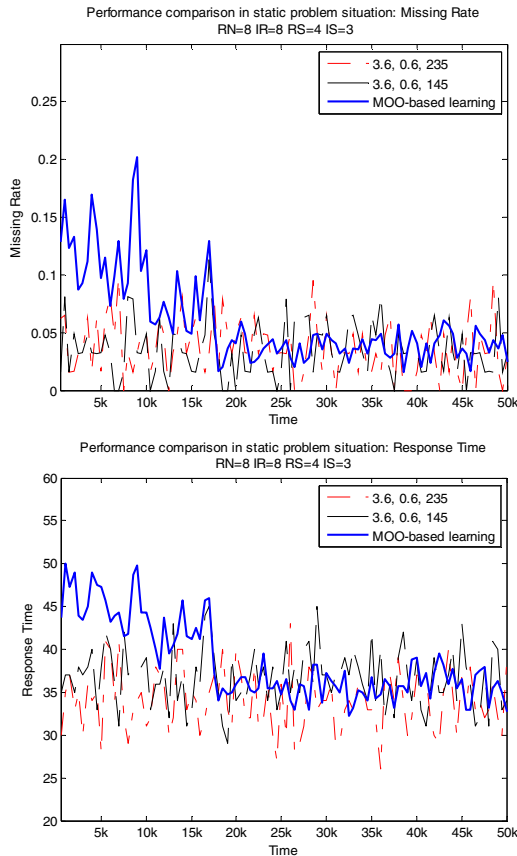 Performance comparison in static problem situation: Missing Rate
RN=8 IR=8 RS=4 IS=3
3.6, 0.6, 235
3.6, 0.6, 145
MOO-based learning
0.25
0.2
0.15
0.1
0.05
0
Missing Rate
5k 10k 15k 20k 25k 30k 35k 40k 45k 50k
Time
Performance comparison in static problem situation: Response Time
RN=8 IR=8 RS=4 IS=3
3.6, 0.6, 235
3.6, 0.6, 145
MOO-based learning
60
55
50
45
40
35
30
25
20
Response Time
5k 10k 15k 20k 25k 30k 35k 40k 45k 50k
Time